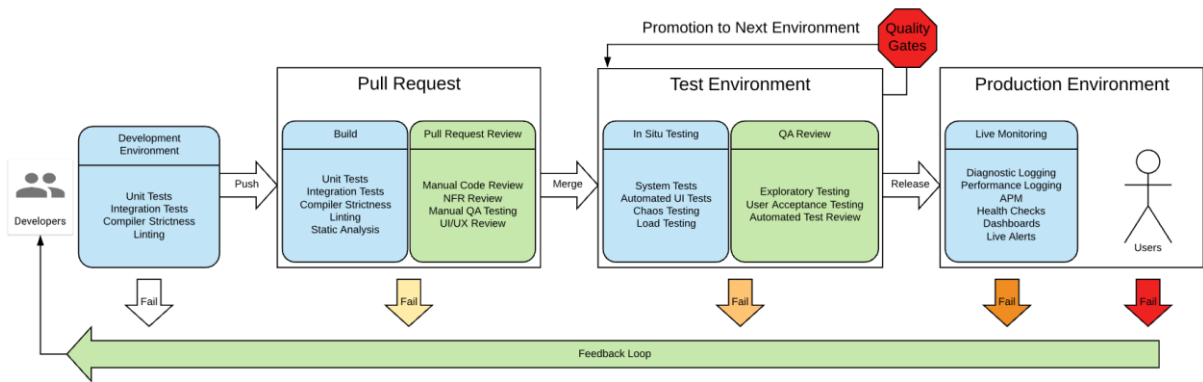 Promotion to Next Environment
Quality
Gates
Pull Request
Test Environment
Production Environment
Development
Environment
Build
Pull Request Review
In Situ Testing
QA Review
Live Monitoring
Developers
Unit Tests
Integration Tests
Compiler Strictness
Linting
Push
Unit Tests
Integration Tests
Compiler Strictness
Linting
Static Analysis
Manual Code Review
NFR Review
Manual QA Testing
UI/UX Review
Merge
System Tests
Automated UI Tests
Chaos Testing
Load Testing
Exploratory Testing
User Acceptance Testing
Automated Test Review
Release
Diagnostic Logging
Performance Logging
APM
Health Checks
Dashboards
Live Alerts
Users
Fail
Fail
Fail
Fail
Fail
Feedback Loop